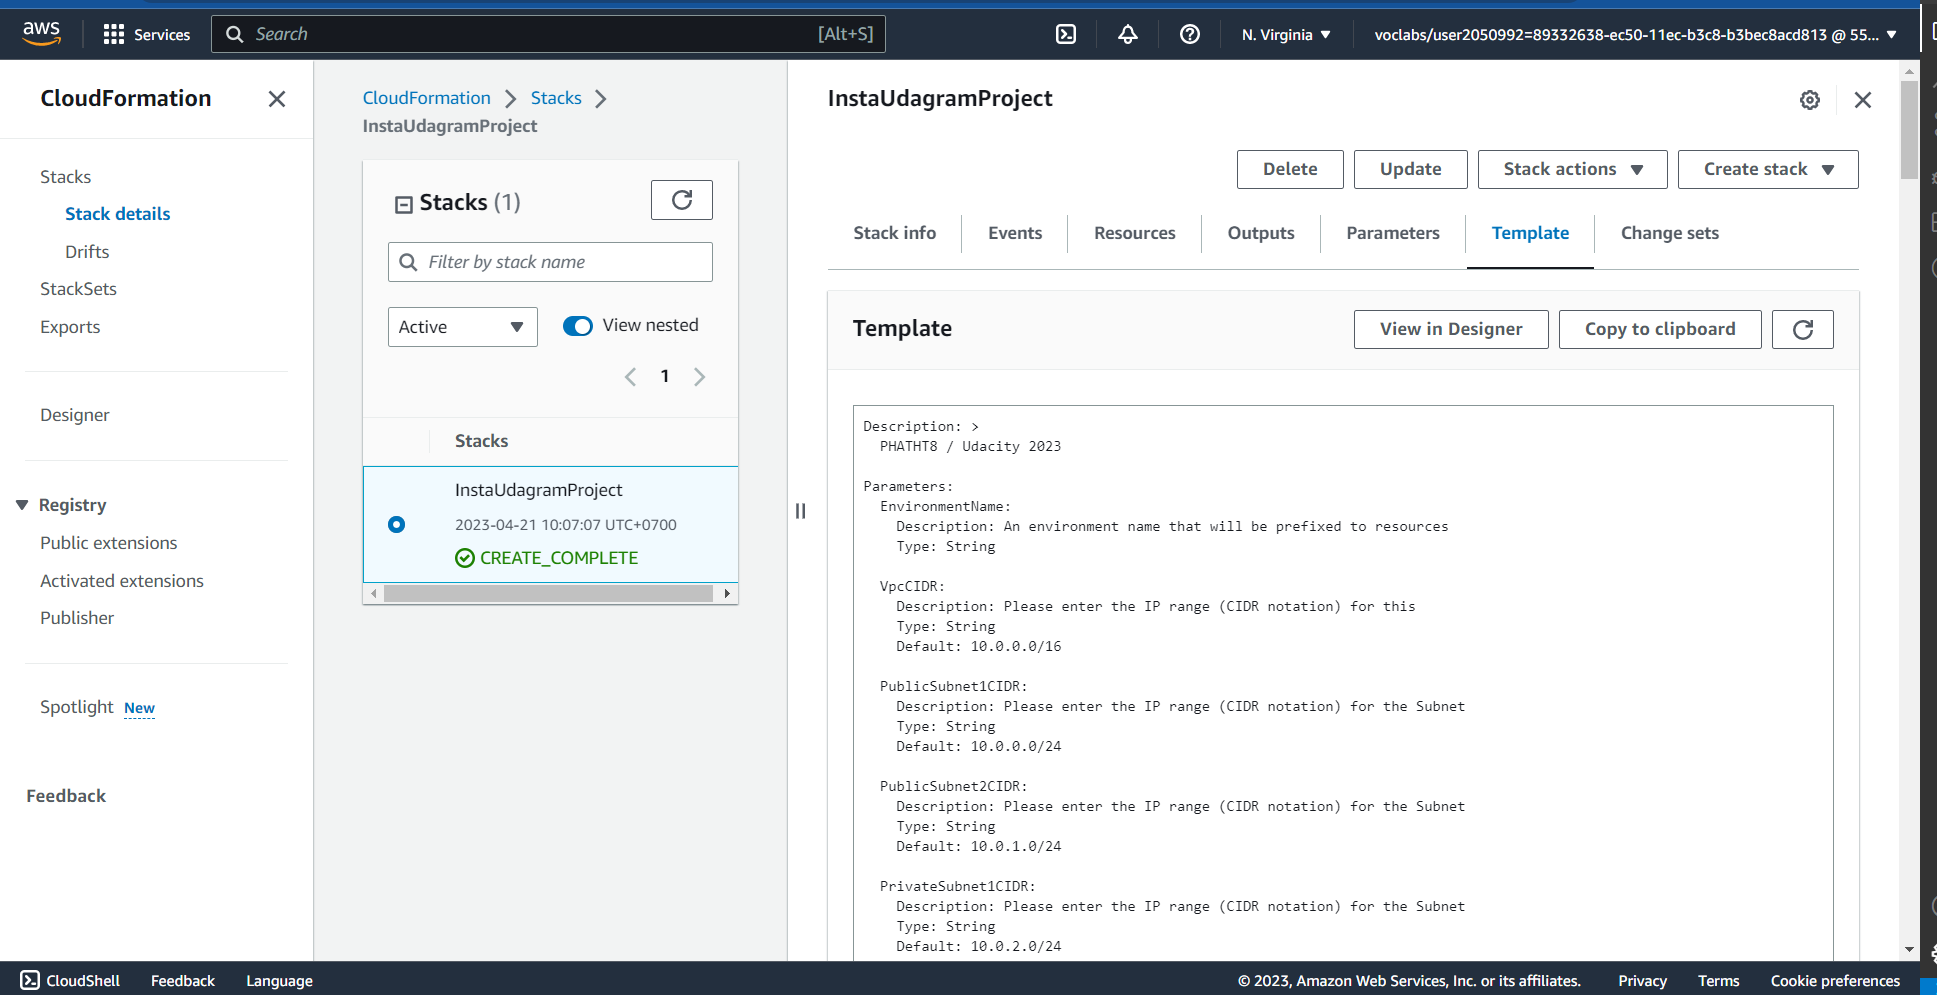 aws
Services
Search
[Alt+S]
N. Virginia
voclabs/user2050992=89332638-ec50-11ec-b3c8-b3bec8acd813 @ 55...
CloudFormation
Stacks
Stack details
Drifts
StackSets
Exports
Designer
Registry
Public extensions
Activated extensions
Publisher
Spotlight New
Feedback
CloudFormation
Stacks
InstaUdagramProject
Stacks (1)
Filter by stack name
Active
View nested
1
Stacks
InstaUdagramProject
2023-04-21 10:07:07 UTC+0700
CREATE_COMPLETE
InstaUdagramProject
Delete
Update
Stack actions
Create stack
Stack info
Events
Resources
Outputs
Parameters
Template
Change sets
Template
View in Designer
Copy to clipboard
Description: >
PHATHT8 / Udacity 2023
Parameters:
EnvironmentName:
Description: An environment name that will be prefixed to resources
Type: String
VpcCIDR:
Description: Please enter the IP range (CIDR notation) for this
Type: String
Default: 10.0.0.0/16
PublicSubnet1CIDR:
Description: Please enter the IP range (CIDR notation) for the Subnet
Type: String
Default: 10.0.0.0/24
PublicSubnet2CIDR:
Description: Please enter the IP range (CIDR notation) for the Subnet
Type: String
Default: 10.0.1.0/24
PrivateSubnet1CIDR:
Description: Please enter the IP range (CIDR notation) for the Subnet
Type: String
Default: 10.0.2.0/24
CloudShell
Feedback
Language
© 2023, Amazon Web Services, Inc. or its affiliates.
Privacy
Terms
Cookie preferences